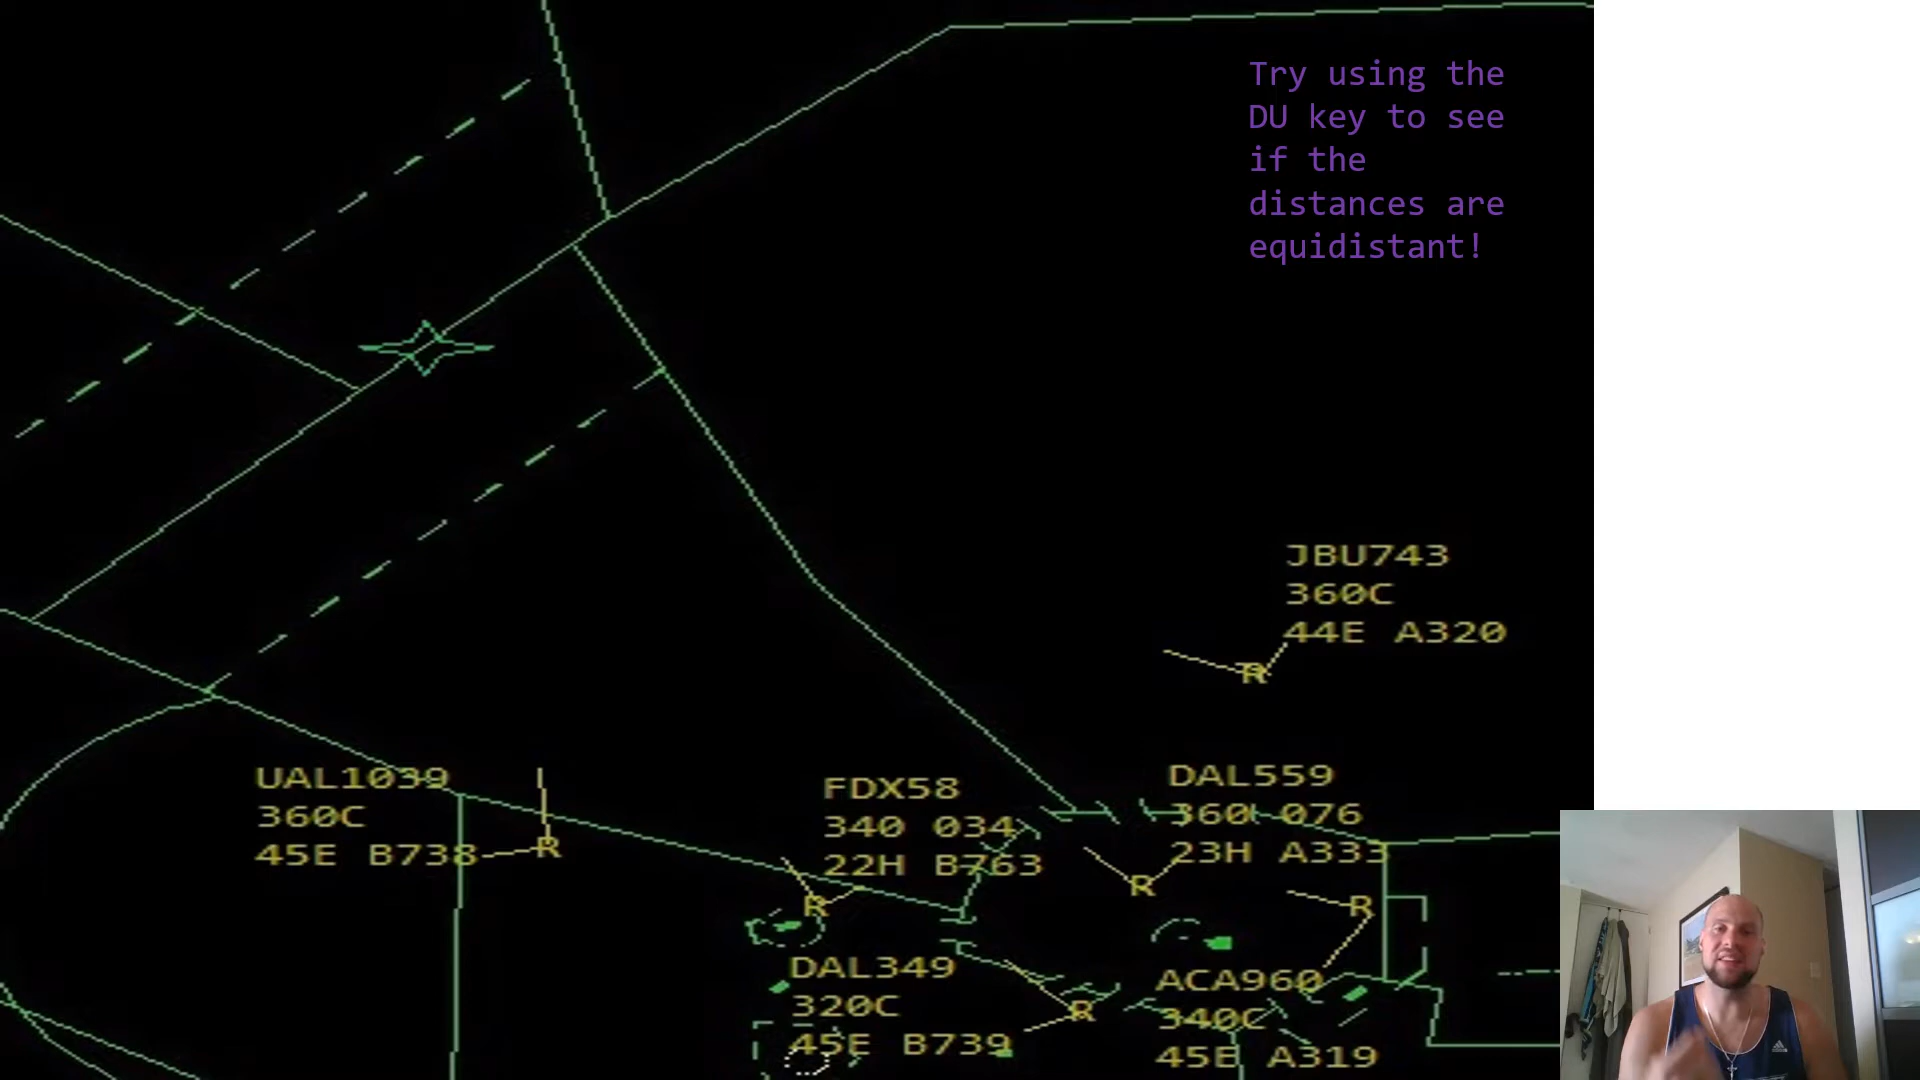 Try using the
DU key to see
if the
distances are
equidistant!
JBU743
360C
44E A320
R
UAL1039
360C
45E B738
R
FDX58
340 034
22H B763
R
DAL559
360N 076
23H A333
R
R
DAL349
320C
45E B739
R
ACA960
340C
45E A319